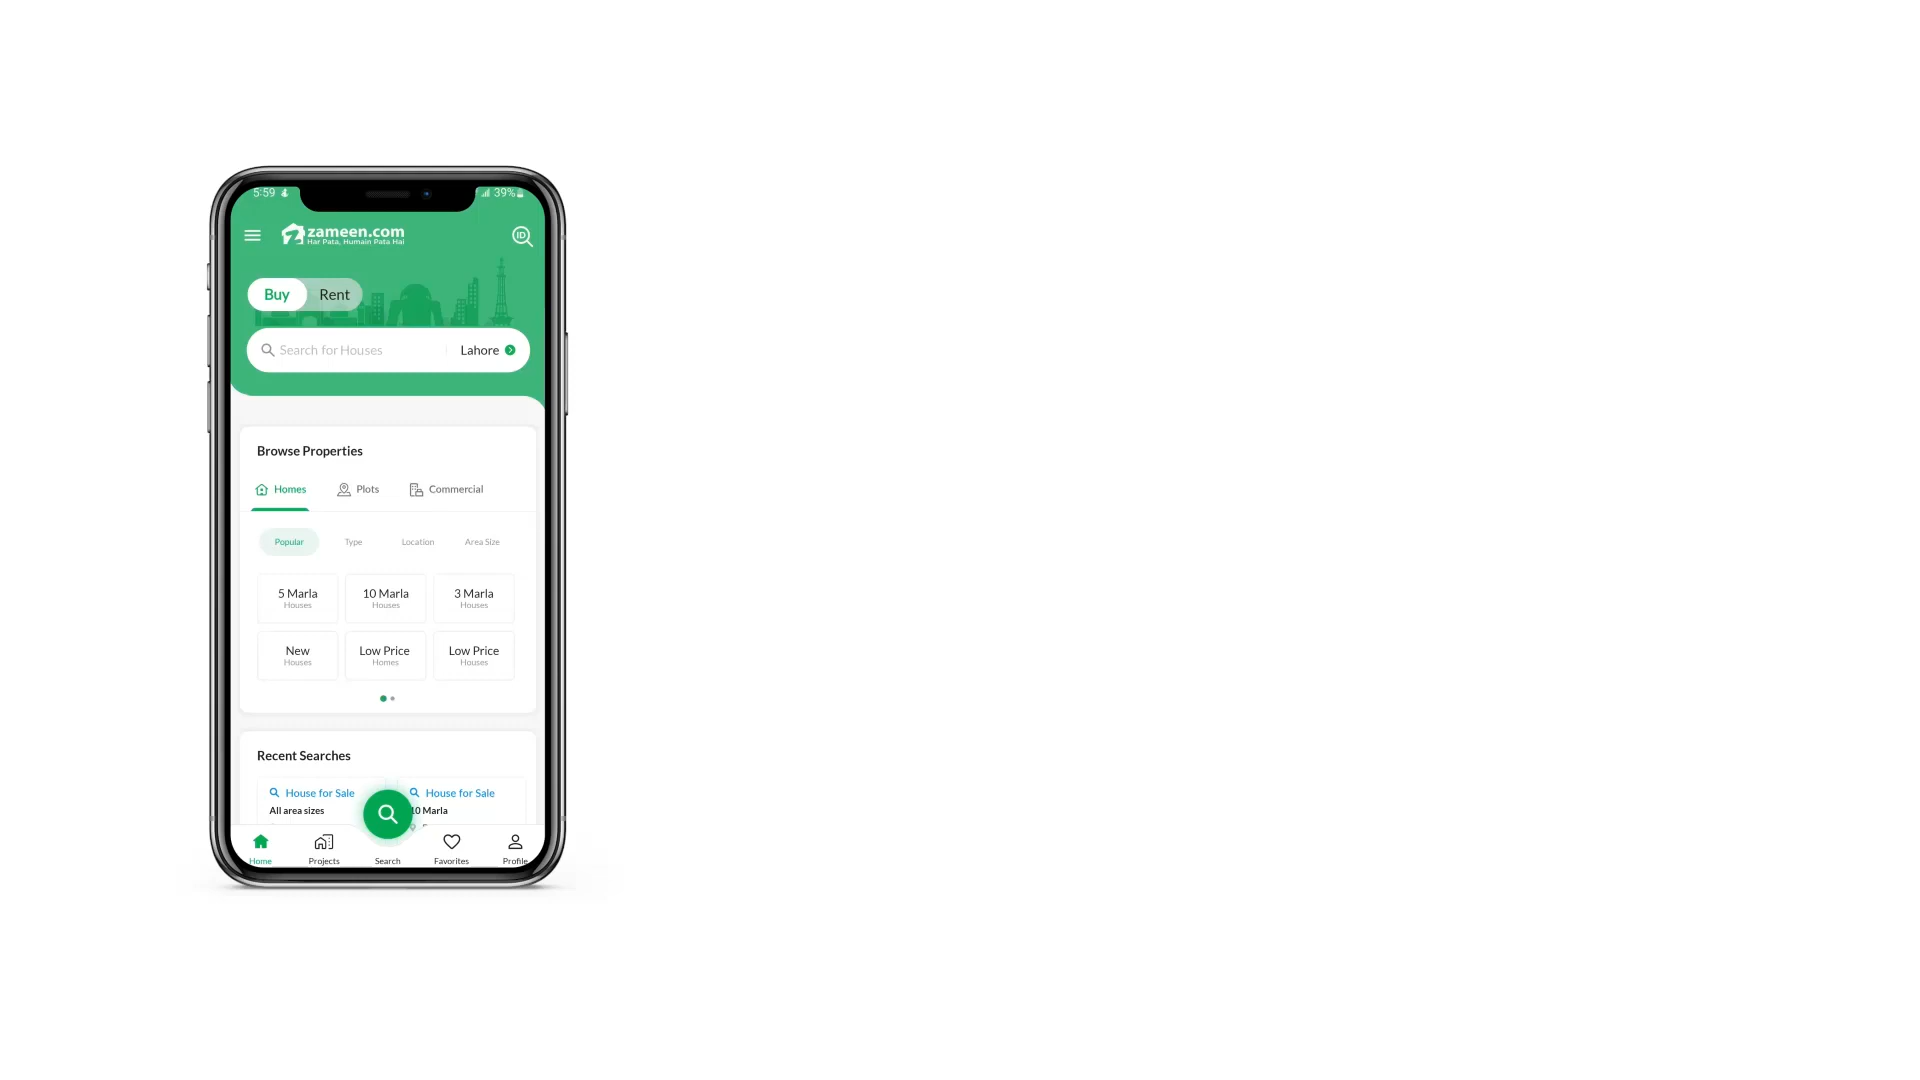 5:59
39%
zameen.com
Har Pata, Humain Pata Hai
ID
Buy Rent
Search for Houses Lahore
Browse Properties
Homes Plots Commercial
Popular Type Location Area Size
5 Marla 10 Marla 3 Marla
Houses Houses Houses
New Low Price Low Price
Houses Homes Houses
Recent Searches
House for Sale House for Sale
All area sizes 10 Marla
Home Projects Search Favorites Profile